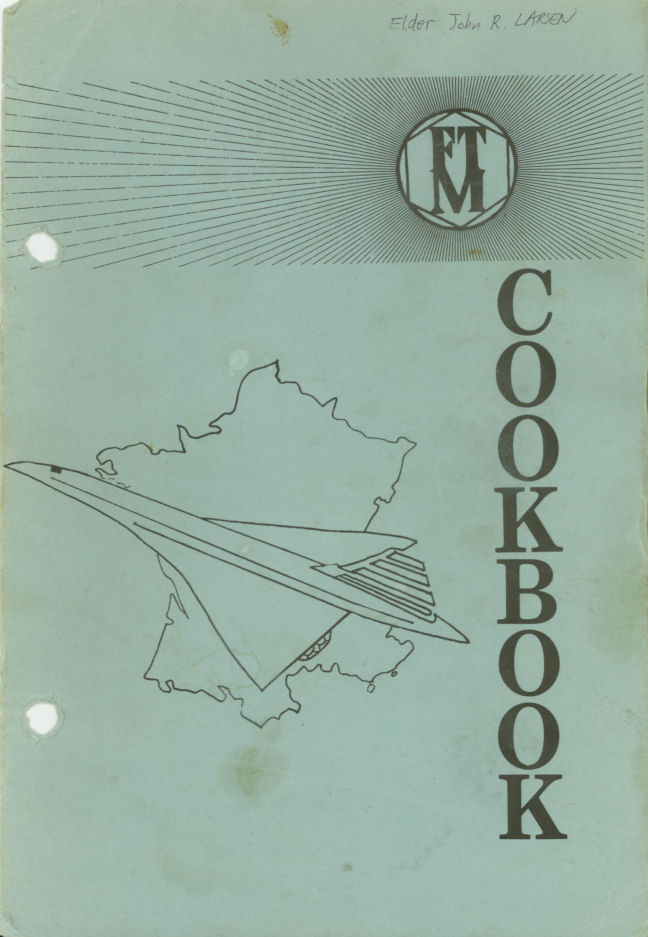 Elder John R. LARSEN
FTM
COOKBOOK